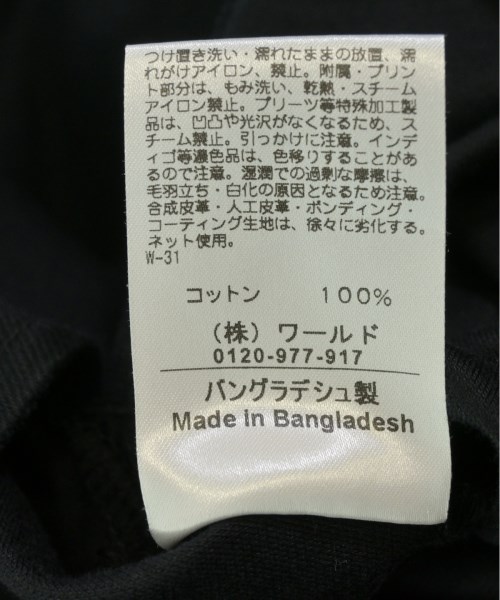 つけ置き洗い・濡れたままの放置、濡
れがけアイロン、禁止。附属・プリン
ト部分は、もみ洗い、乾熱・スチーム
アイロン禁止。プリーツ等特殊加工製
品は、凹凸や光沢がなくなるため、ス
チーム禁止。引っかけに注意。インデ
ィゴ等濃色品は、色移りすることがあ
るので注意。湿潤での過剰な摩擦は、
毛羽立ち・白化の原因となるため注意。
合成皮革・人工皮革・ボンディング・
コーティング生地は、徐々に劣化する。
ネット使用。
W-31
コットン 100%
（株）ワールド
0120-977-917
バングラデシュ製
Made in Bangladesh